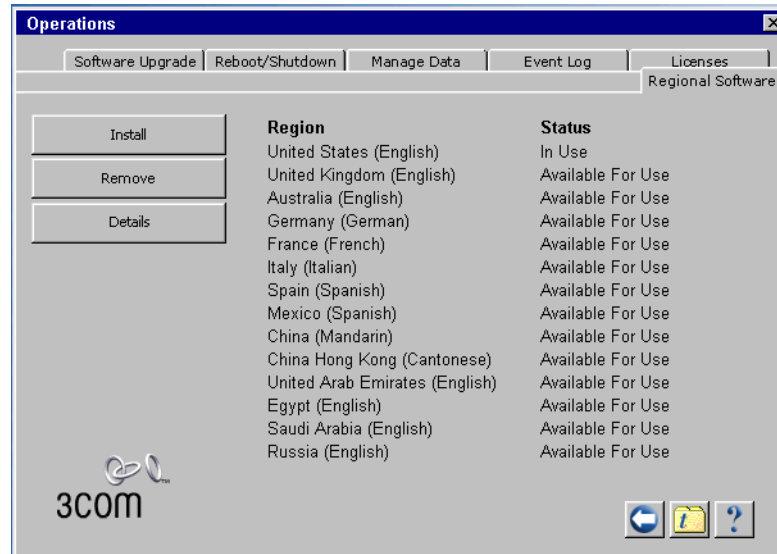 Operations
Software Upgrade Reboot/Shutdown Manage Data Event Log Licenses
Regional Software
Install
Remove
Details
Region Status
United States (English) In Use
United Kingdom (English) Available For Use
Australia (English) Available For Use
Germany (German) Available For Use
France (French) Available For Use
Italy (Italian) Available For Use
Spain (Spanish) Available For Use
Mexico (Spanish) Available For Use
China (Mandarin) Available For Use
China Hong Kong (Cantonese) Available For Use
United Arab Emirates (English) Available For Use
Egypt (English) Available For Use
Saudi Arabia (English) Available For Use
Russia (English) Available For Use
3COM
t ?